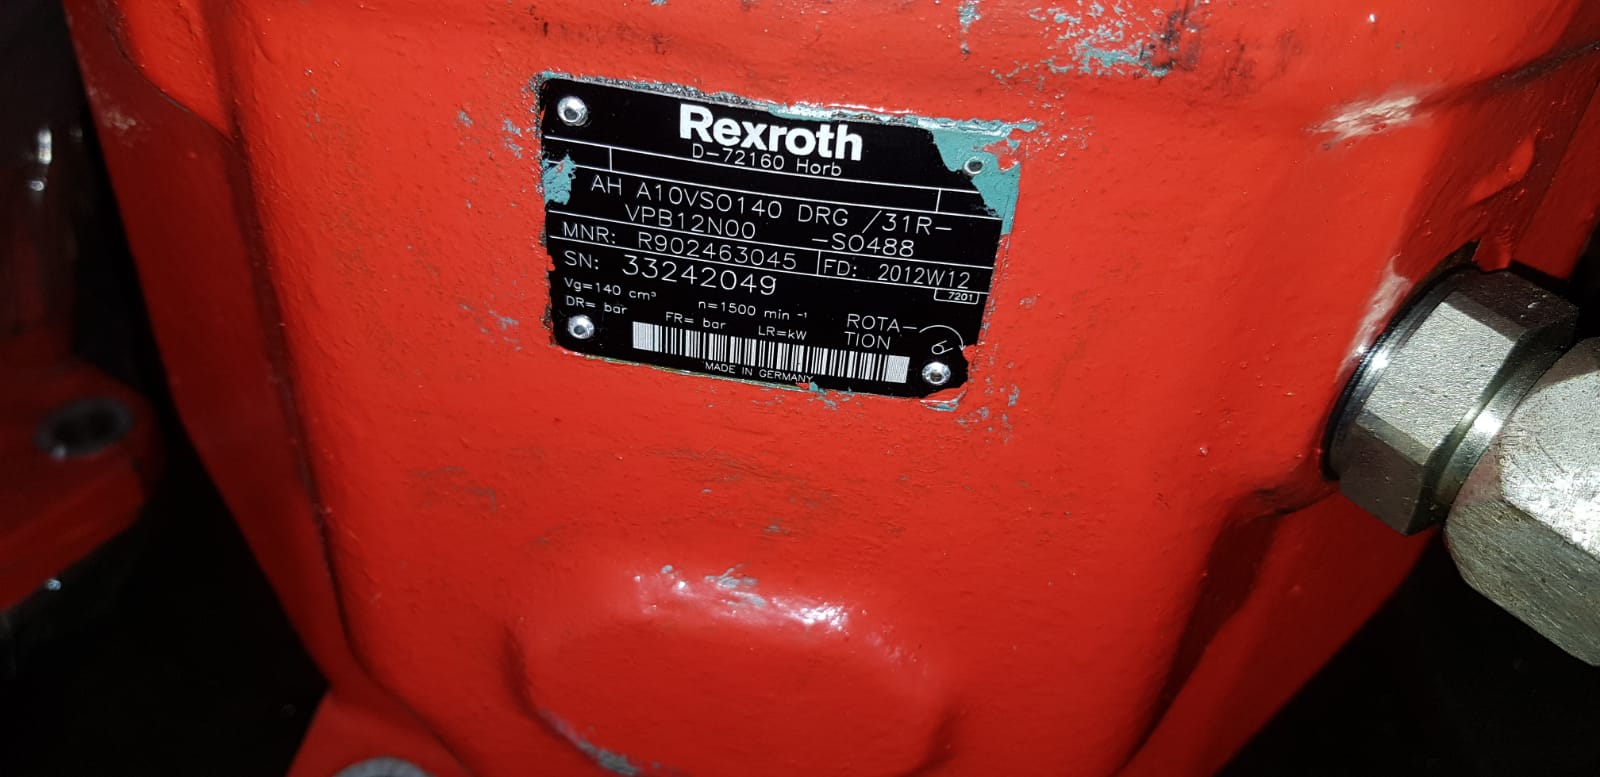 Rexroth
D-72160 Horb
AH A10VSO140 DRG /31R-
VPB12N00 -SO488
MNR: R902463045 FD: 2012W12
SN: 33242049 7201
Vg=140 cm³ n=1500 min⁻¹
DR= bar FR= bar LR=kW
ROTA-
TION
MADE IN GERMANY